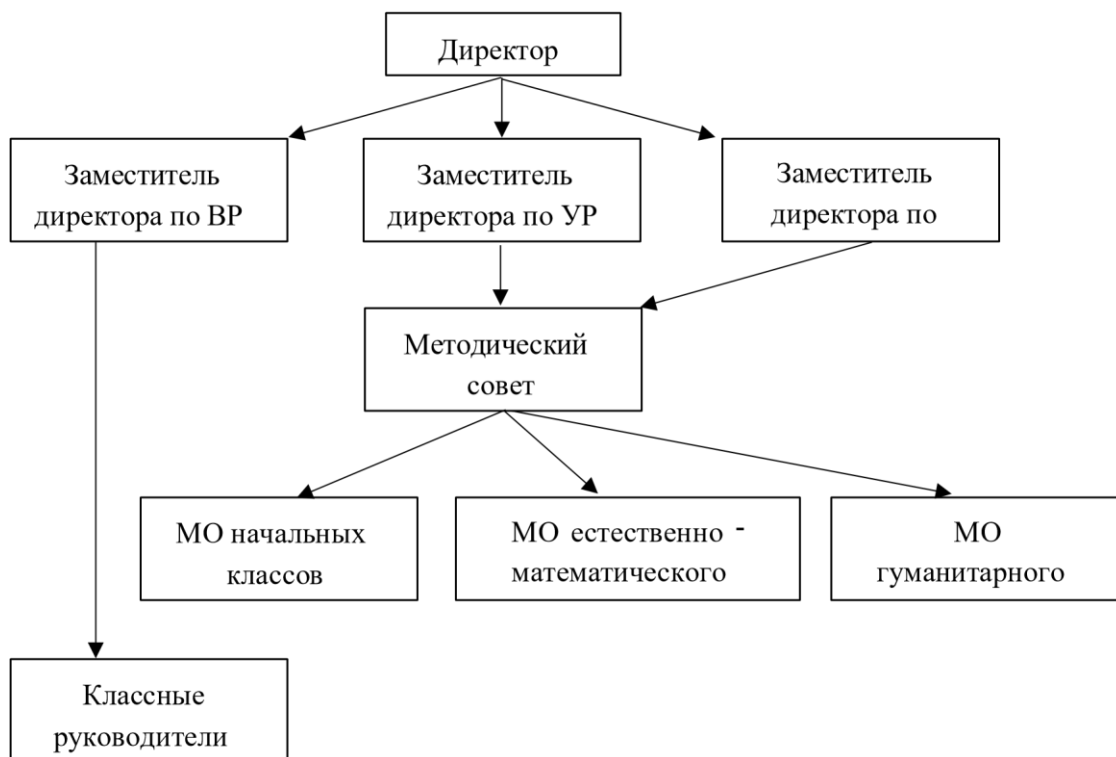 Директор
Заместитель
директора по ВР
Заместитель
директора по УР
Заместитель
директора по
Методический
совет
МО начальных
классов
МО естественно -
математического
МО
гуманитарного
Классные
руководители